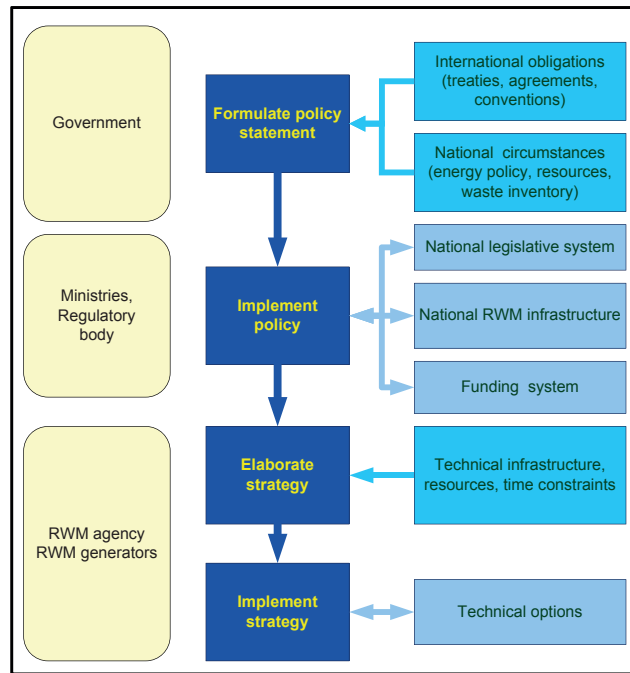 Government
Formulate policy
statement
International obligations
(treaties, agreements,
conventions)
National circumstances
(energy policy, resources,
waste inventory)
Ministries,
Regulatory
body
Implement
policy
National legislative system
National RWM infrastructure
Funding system
RWM agency
RWM generators
Elaborate
strategy
Technical infrastructure,
resources, time constraints
Implement
strategy
Technical options